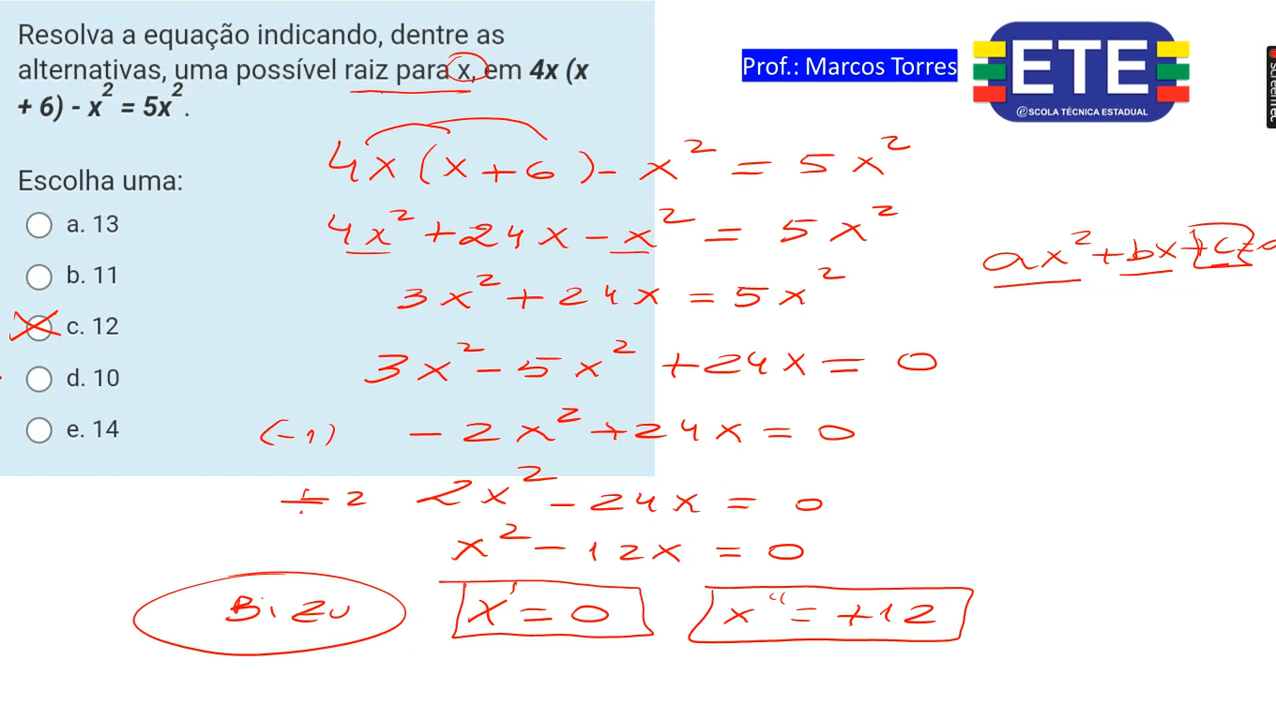 Resolva a equação indicando, dentre as
alternativas, uma possível raiz para x, em 4x (x
+ 6) - x² = 5x².
Escolha uma:
a. 13
b. 11
c. 12
d. 10
e. 14
Prof.: Marcos Torres
ETE
eSCOLA TÉCNICA ESTADUAL
4x (x + 6) - x² = 5x²
4x² + 24x - x² = 5x²
ax² + bx + c =
3x² + 24x = 5x²
3x² - 5x² + 24x = 0
(-1) - 2x² + 24x = 0
÷ 2 2x² - 24x = 0
x² - 12x = 0
Bizu
x' = 0
x'' = +12